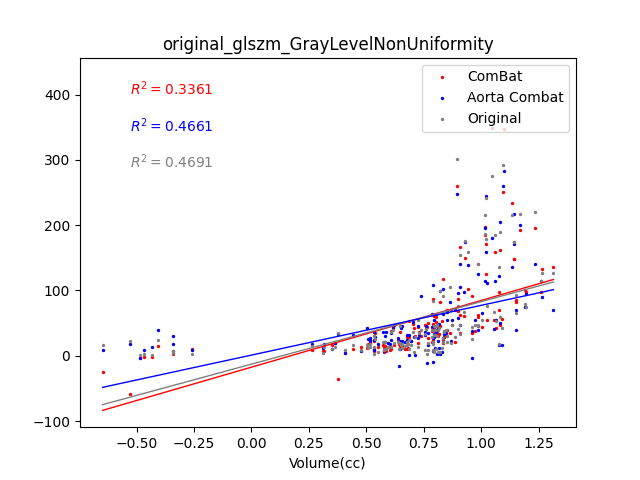 original_glszm_GrayLevelNonUniformity
R² = 0.3361
R² = 0.4661
R² = 0.4691
ComBat
Aorta Combat
Original
400
300
200
100
0
−100
−0.50 −0.25 0.00 0.25 0.50 0.75 1.00 1.25
Volume(cc)